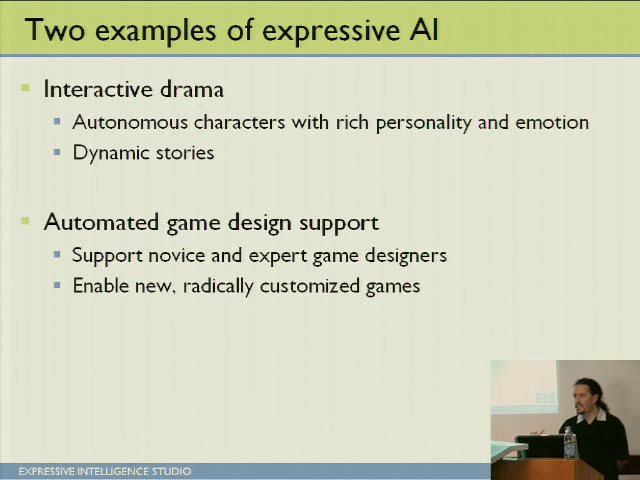 Two examples of expressive AI
Interactive drama
Autonomous characters with rich personality and emotion
Dynamic stories
Automated game design support
Support novice and expert game designers
Enable new, radically customized games
EIS
EXPRESSIVE INTELLIGENCE STUDIO